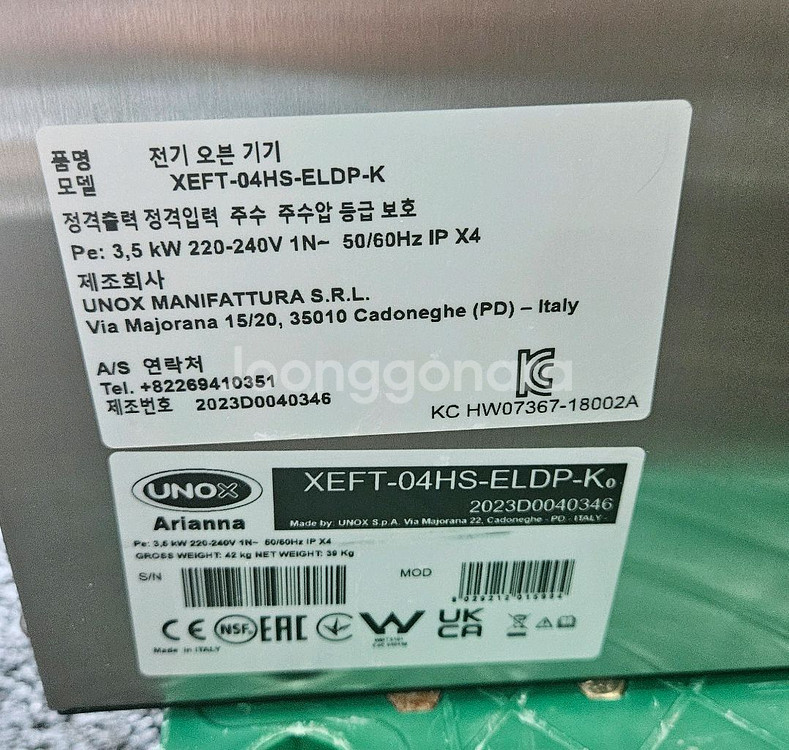 품명 전기 오븐 기기
모델 XEFT-04HS-ELDP-K
정격출력 정격입력 주수 주수압 등급 보호
Pe: 3,5 kW 220-240V 1N~ 50/60Hz IP X4
제조회사
UNOX MANIFATTURA S.R.L.
Via Majorana 15/20, 35010 Cadoneghe (PD) – Italy
A/S 연락처
Tel. +82269410351
제조번호 2023D0040346
KC HW07367-18002A
UNOX
Arianna
XEFT-04HS-ELDP-K0
2023D0040346
Made by: UNOX S.p.A. Via Majorana 22, Cadoneghe - PD - ITALY -
Pe: 3,5 kW 220-240V 1N~ 50/60Hz IP X4
GROSS WEIGHT: 42 kg NET WEIGHT: 39 Kg
S/N
MOD
CE NSF EAC
UK
CA
Made in ITALY